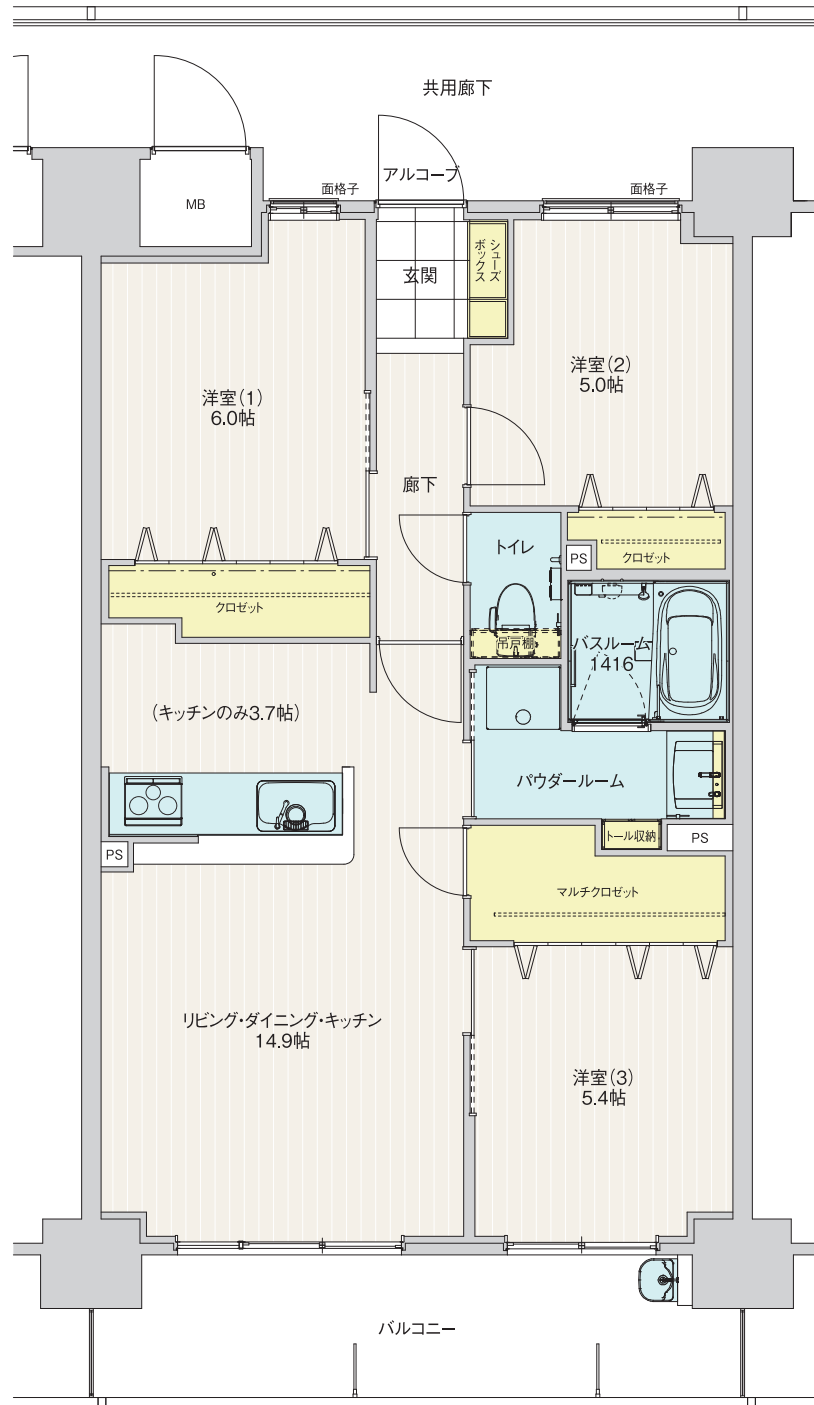 共用廊下
アルコーブ
面格子
面格子
MB
玄関
シューズ
ボックス
洋室(1)
6.0帖
洋室(2)
5.0帖
廊下
トイレ
PS
クロゼット
クロゼット
吊戸棚
バスルーム
1416
(キッチンのみ3.7帖)
パウダールーム
トール収納
PS
PS
マルチクロゼット
リビング・ダイニング・キッチン
14.9帖
洋室(3)
5.4帖
バルコニー